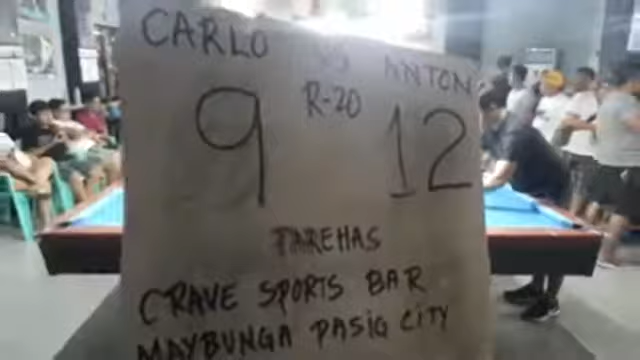 CARLO VS ANTON
R-20
9 12
PAREHAS
CRAVE SPORTS BAR
MAYBUNGA PASIG CITY